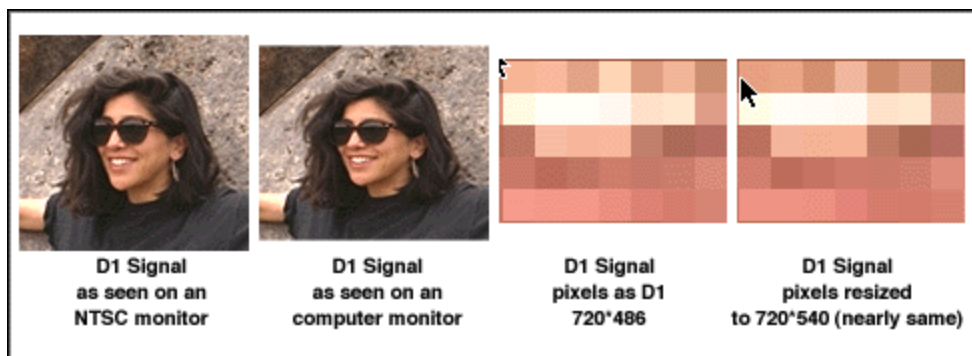 D1 Signal
as seen on an
NTSC monitor
D1 Signal
as seen on an
computer monitor
D1 Signal
pixels as D1
720*486
D1 Signal
pixels resized
to 720*540 (nearly same)